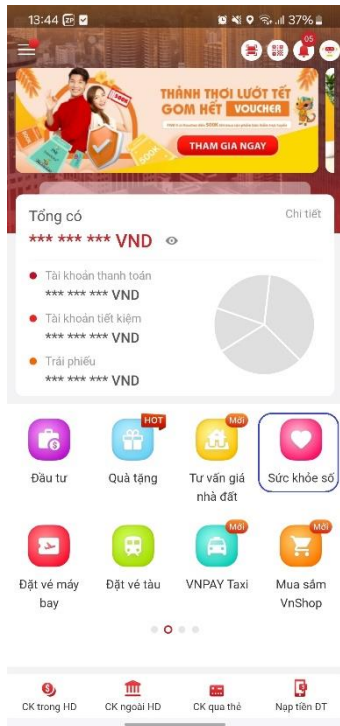 13:44 ZP
37%
05
THẢNH THƠI LƯỚT TẾT
GOM HẾT VOUCHER
THAM GIA NGAY
Tổng có
Chi tiết
*** *** *** VND
Tài khoản thanh toán
*** *** *** VND
Tài khoản tiết kiệm
*** *** *** VND
Trái phiếu
*** *** *** VND
HOT
Mới
Đầu tư
Quà tặng
Tư vấn giá
nhà đất
Sức khỏe số
Mới
Mới
Đặt vé máy
bay
Đặt vé tàu
VNPAY Taxi
Mua sắm
VnShop
CK trong HD
CK ngoài HD
CK qua thẻ
Nạp tiền ĐT